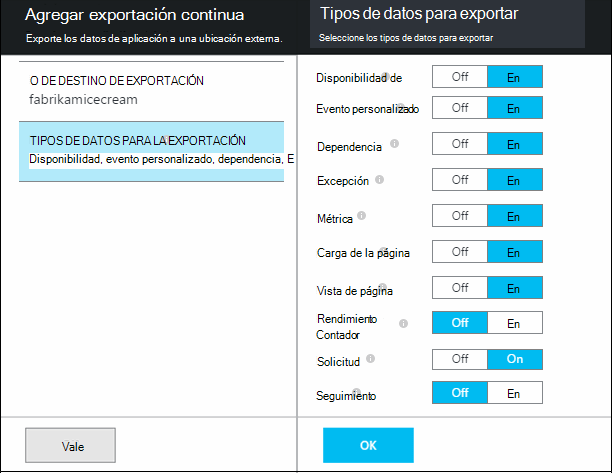 Agregar exportación continua
Exporte los datos de aplicación a una ubicación externa.
O DE DESTINO DE EXPORTACIÓN
fabrikamicecream
TIPOS DE DATOS PARA LA EXPORTACIÓN
Disponibilidad, evento personalizado, dependencia, E
Vale
Tipos de datos para exportar
Seleccione los tipos de datos para exportar
Disponibilidad de Off En
Evento personalizado Off En
Dependencia Off En
Excepción Off En
Métrica Off En
Carga de la página Off En
Vista de página Off En
Rendimiento
Contador Off En
Solicitud Off On
Seguimiento Off En
OK